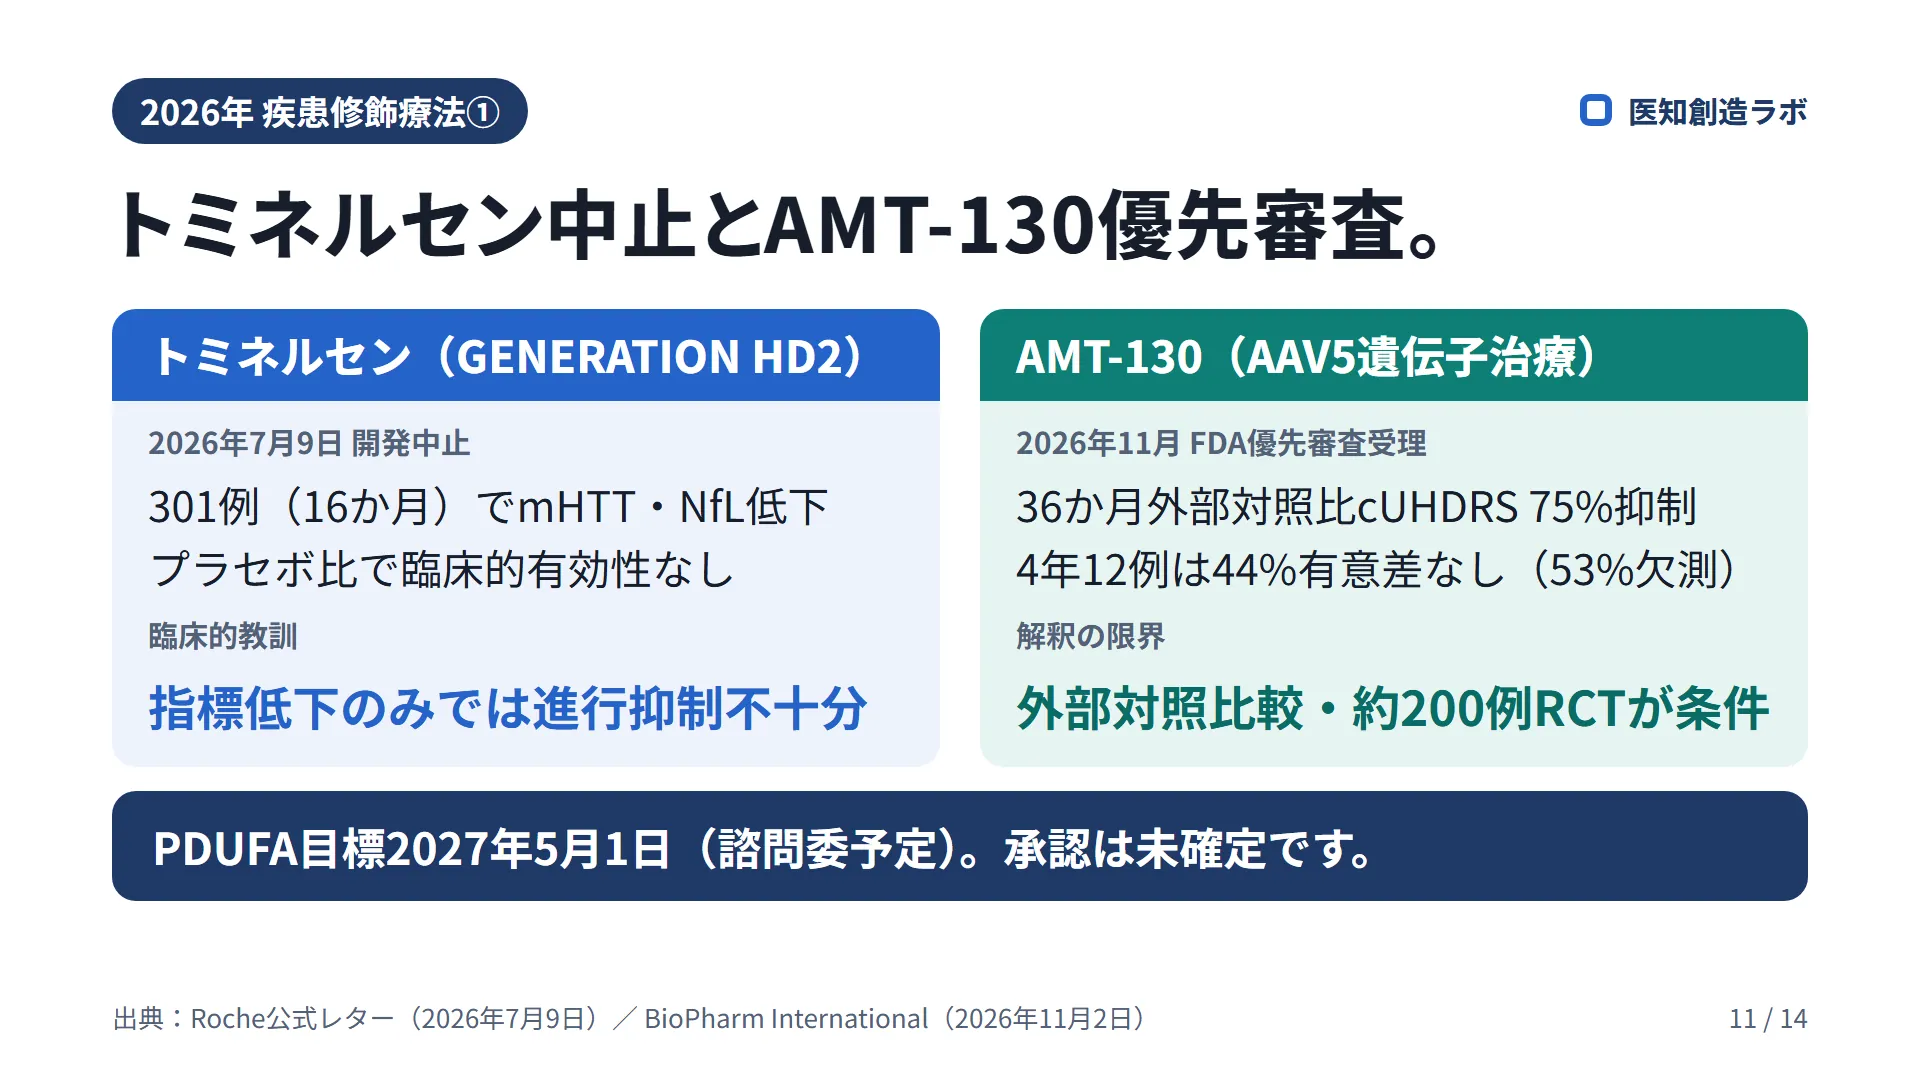 2026年 疾患修飾療法①
医知創造ラボ
トミネルセン中止とAMT-130優先審査。
トミネルセン（GENERATION HD2）
2026年7月9日 開発中止
301例（16か月）でmHTT・NfL低下
プラセボ比で臨床的有効性なし
臨床的教訓
指標低下のみでは進行抑制不十分
AMT-130（AAV5遺伝子治療）
2026年11月 FDA優先審査受理
36か月外部対照比cUHDRS 75%抑制
4年12例は44%有意差なし（53%欠測）
解釈の限界
外部対照比較・約200例RCTが条件
PDUFA目標2027年5月1日（諮問委予定）。承認は未確定です。
出典：Roche公式レター（2026年7月9日）／ BioPharm International（2026年11月2日）
11 / 14